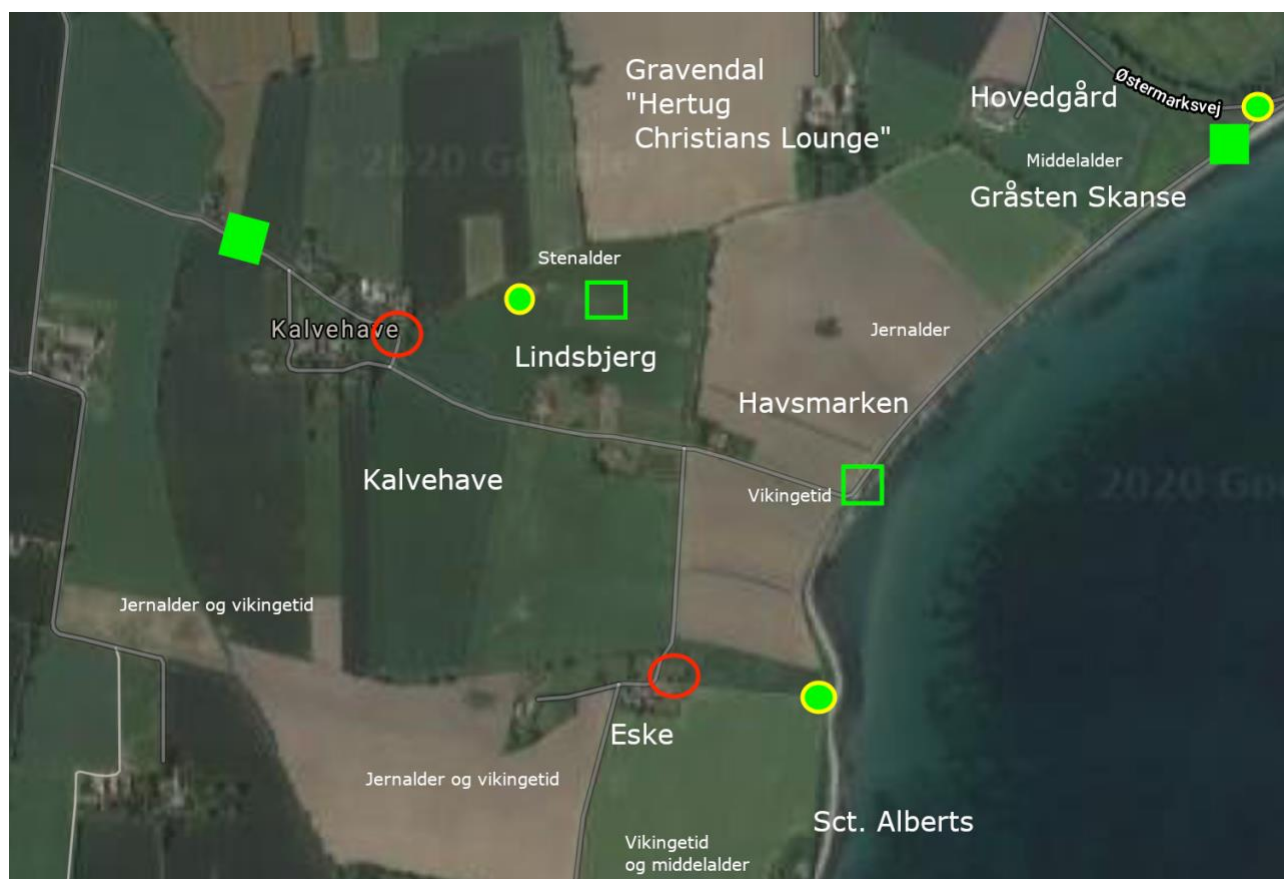 Gravendal
"Hertug
Christians Lounge"
Hovedgård
Østermarksvej
Middelalder
Gråsten Skanse
© 2020 Google
Stenalder
Kalvehave
Lindsbjerg
Jernalder
Havsmarken
Kalvehave
Vikingetid
2020 Go
Jernalder og vikingetid
Eske
Jernalder og vikingetid
Sct. Alberts
Vikingetid
og middelalder